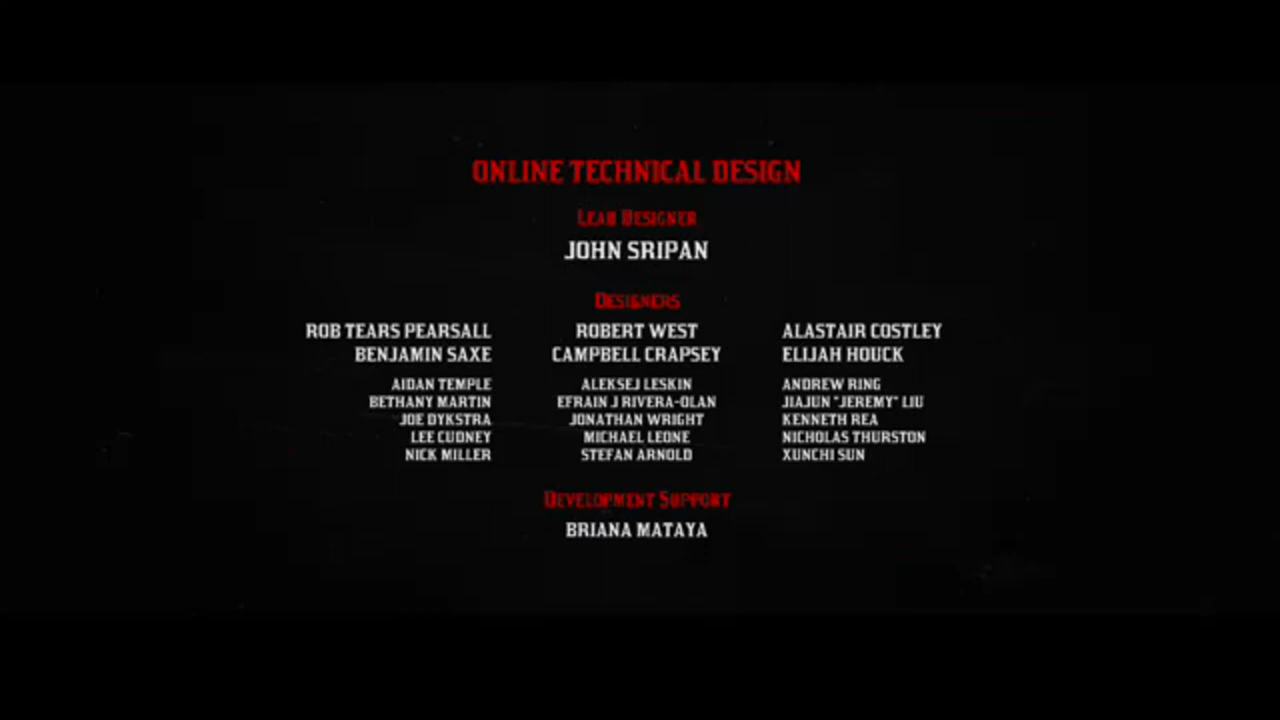 ONLINE TECHNICAL DESIGN
LEAD DESIGNER
JOHN SRIPAN
DESIGNERS
ROB TEARS PEARSALL ROBERT WEST ALASTAIR COSTLEY
BENJAMIN SAXE CAMPBELL CRAPSEY ELIJAH HOUCK
AIDAN TEMPLE ALEKSEJ LESKIN ANDREW RING
BETHANY MARTIN EFRAIN J RIVERA-OLAN JIAJUN "JEREMY" LIU
JOE DYKSTRA JONATHAN WRIGHT KENNETH REA
LEE CUDNEY MICHAEL LEONE NICHOLAS THURSTON
NICK MILLER STEFAN ARNOLD XUNCHI SUN
DEVELOPMENT SUPPORT
BRIANA MATAYA